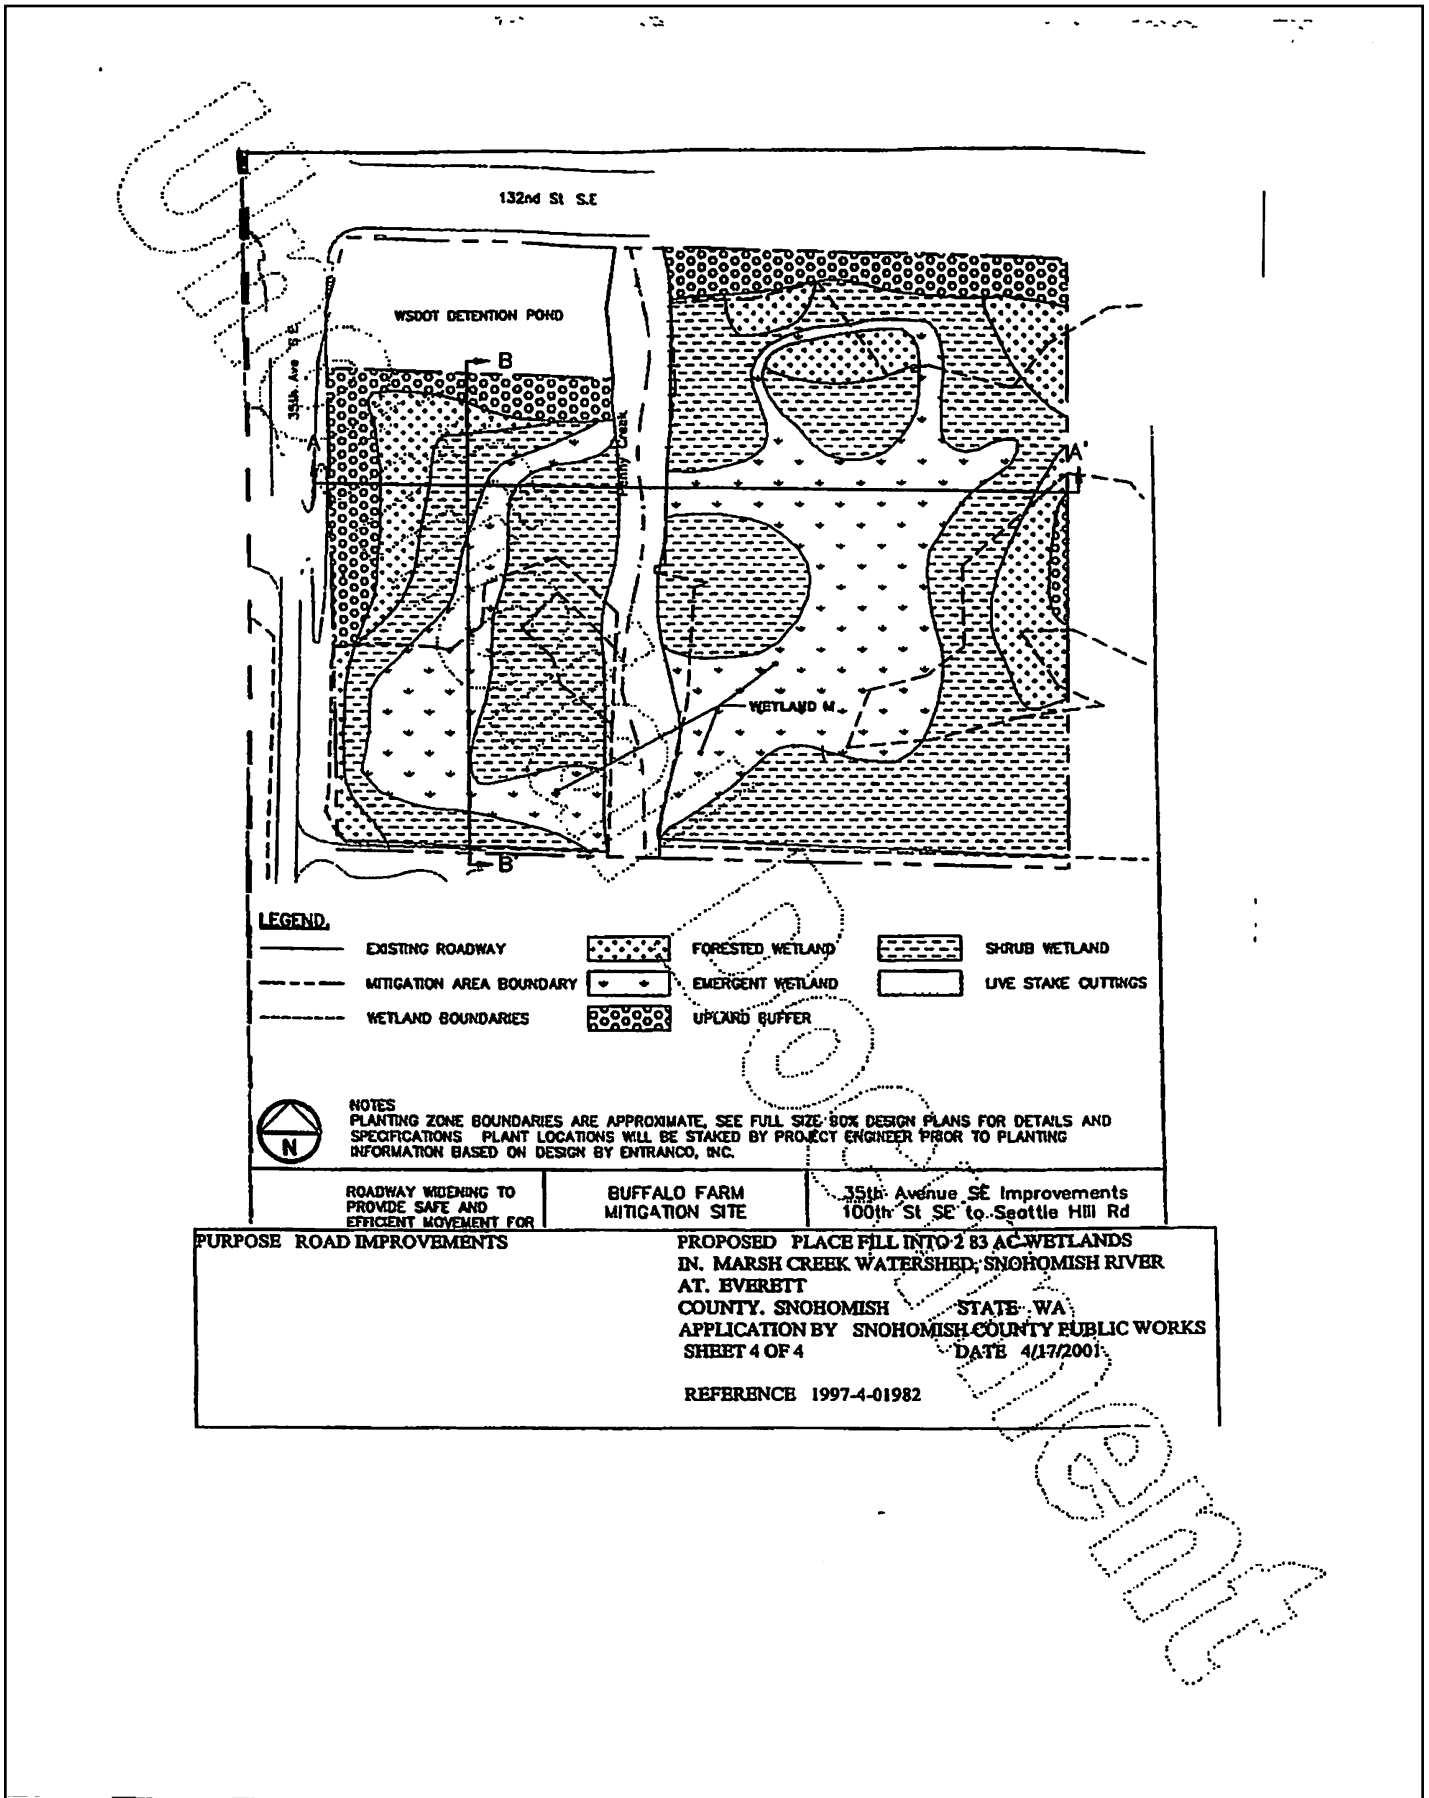 132nd St S.E
WSDOT DETENTION POND
35th Ave S E
B
A
Penny Creek
A'
WETLAND M
B'
LEGEND.
EXISTING ROADWAY
FORESTED WETLAND
SHRUB WETLAND
MITIGATION AREA BOUNDARY
EMERGENT WETLAND
LIVE STAKE CUTTINGS
WETLAND BOUNDARIES
UPLAND BUFFER
N
NOTES
PLANTING ZONE BOUNDARIES ARE APPROXIMATE, SEE FULL SIZE 90% DESIGN PLANS FOR DETAILS AND
SPECIFICATIONS PLANT LOCATIONS WILL BE STAKED BY PROJECT ENGINEER PRIOR TO PLANTING
INFORMATION BASED ON DESIGN BY ENTRANCO, INC.
ROADWAY WIDENING TO
PROVIDE SAFE AND
EFFICIENT MOVEMENT FOR
BUFFALO FARM
MITIGATION SITE
35th Avenue SE Improvements
100th St SE to Seattle Hill Rd
PURPOSE ROAD IMPROVEMENTS
PROPOSED PLACE FILL INTO 2 83 AC WETLANDS
IN. MARSH CREEK WATERSHED, SNOHOMISH RIVER
AT. EVERETT
COUNTY. SNOHOMISH STATE WA
APPLICATION BY SNOHOMISH COUNTY PUBLIC WORKS
SHEET 4 OF 4 DATE 4/17/2001
REFERENCE 1997-4-01982
Document